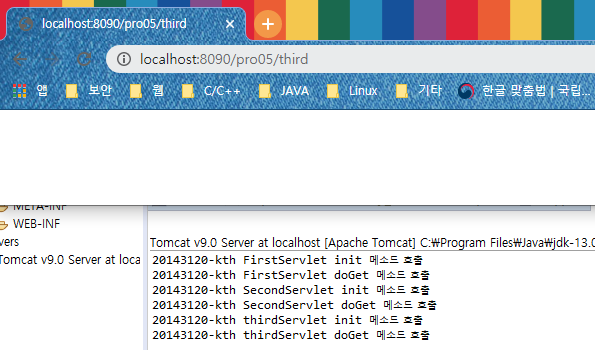 localhost:8090/pro05/third
localhost:8090/pro05/third
앱 보안 웹 C/C++ JAVA Linux 기타 한글 맞춤법 | 국립...
META-INF
WEB-INF
vers
Tomcat v9.0 Server at loca
Tomcat v9.0 Server at localhost [Apache Tomcat] C:₩Program Files₩Java₩jdk-13.0
20143120-kth FirstServlet init 메소드 호출
20143120-kth FirstServlet doGet 메소드 호출
20143120-kth SecondServlet init 메소드 호출
20143120-kth SecondServlet doGet 메소드 호출
20143120-kth thirdServlet init 메소드 호출
20143120-kth thirdServlet doGet 메소드 호출